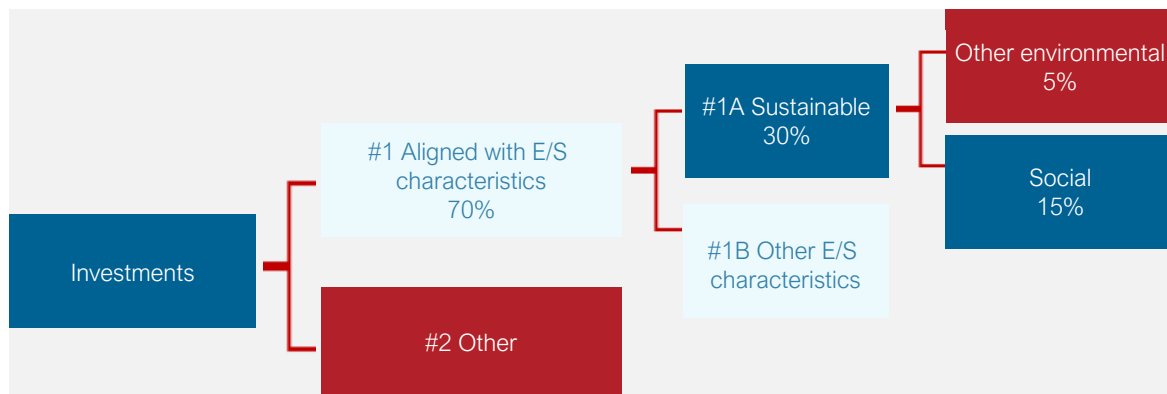 Investments
#1 Aligned with E/S
characteristics
70%
#2 Other
#1A Sustainable
30%
#1B Other E/S
characteristics
Other environmental
5%
Social
15%